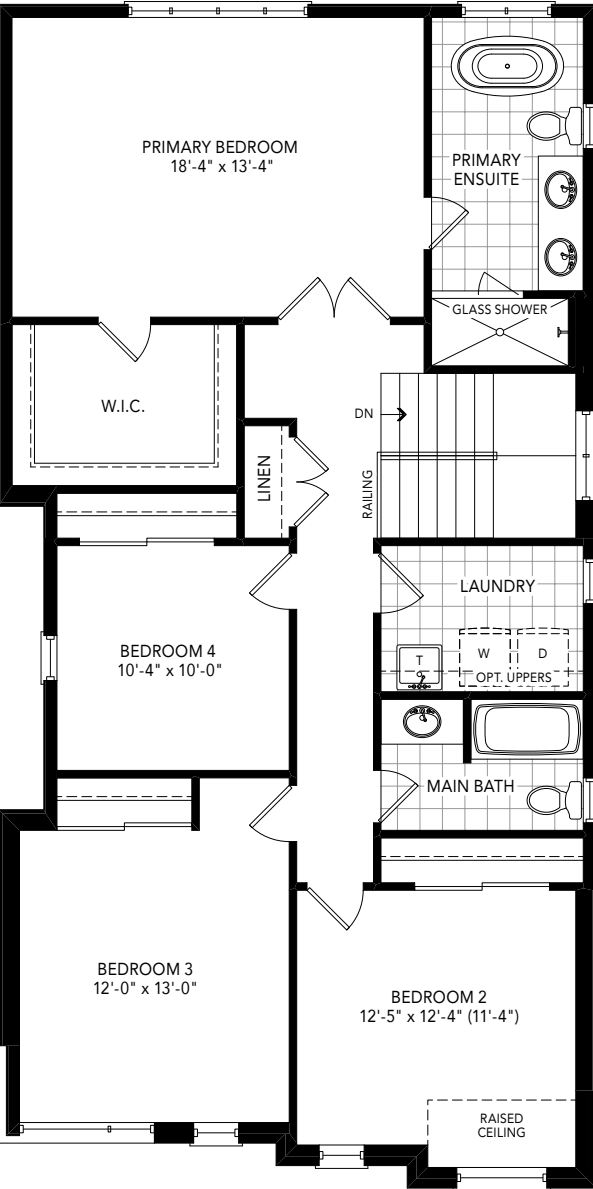 PRIMARY BEDROOM
18'-4" x 13'-4"
PRIMARY
ENSUITE
GLASS SHOWER
W.I.C.
DN
LINEN
RAILING
LAUNDRY
T
W
D
OPT. UPPERS
BEDROOM 4
10'-4" x 10'-0"
MAIN BATH
BEDROOM 3
12'-0" x 13'-0"
BEDROOM 2
12'-5" x 12'-4" (11'-4")
RAISED
CEILING